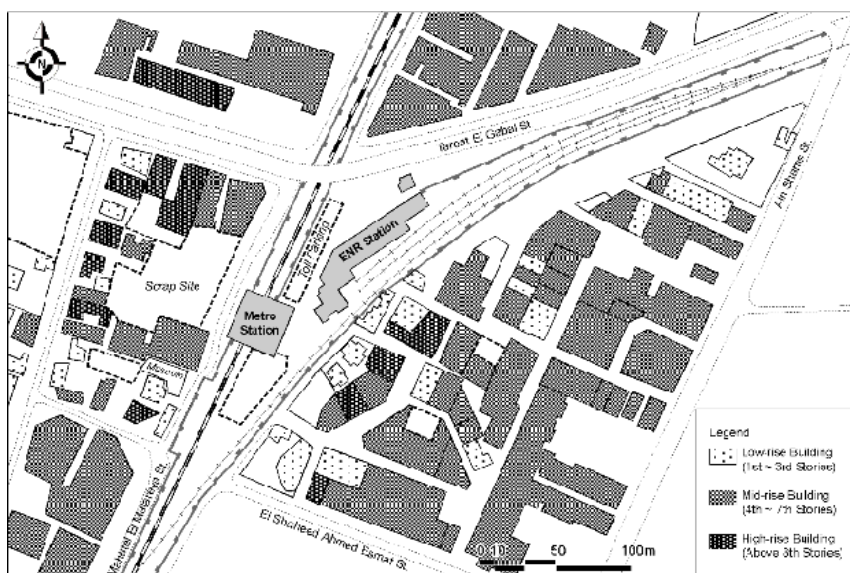 N
Teraat El Gabal St
Ain Shams St
ENR Station
Toll Parking
Scrap Site
Metro
Station
Museum
El Shaheed Ahmed Esmat St.
0 10 50 100m
Legend
Low-rise Building
(1st ~ 3rd Stories)
Mid-rise Building
(4th ~ 7th Stories)
High-rise Building
(Above 8th Stories)